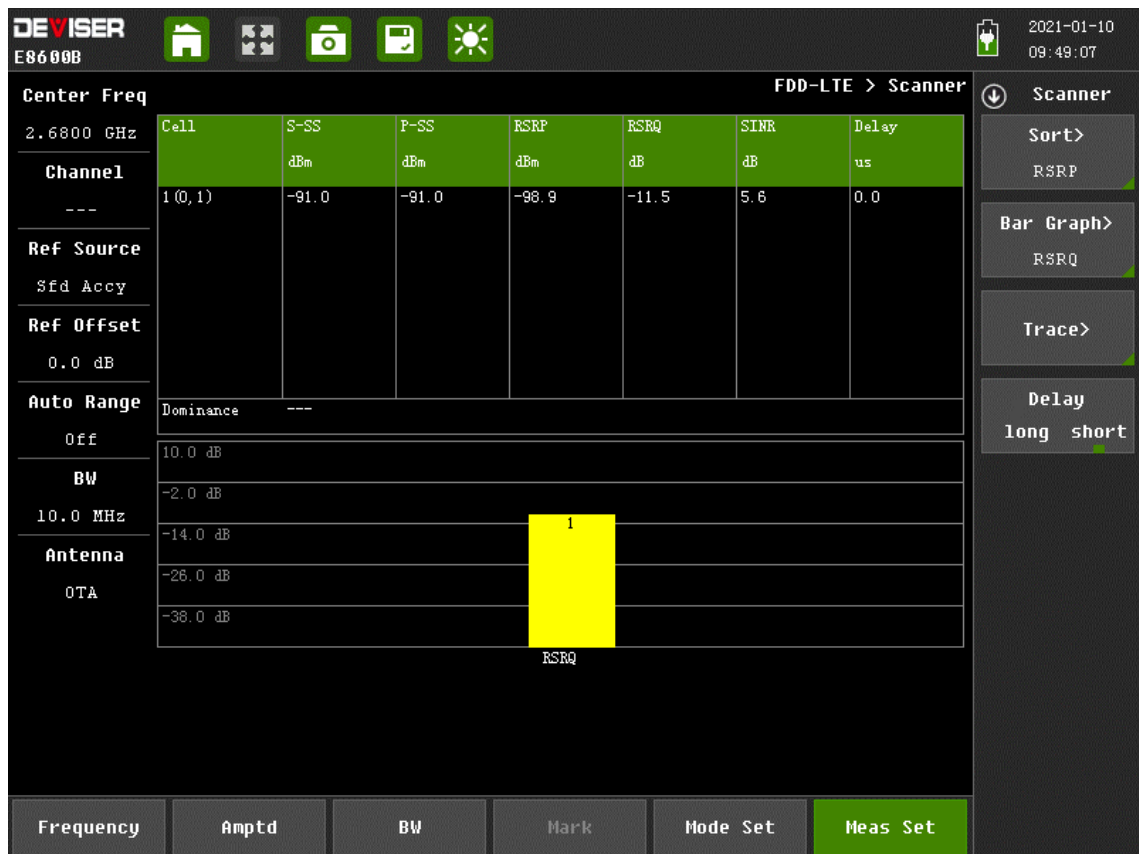 DEVISER
E8600B
2021-01-10
09:49:07
FDD-LTE > Scanner
Center Freq
2.6800 GHz
Channel
---
Ref Source
Sfd Accy
Ref Offset
0.0 dB
Auto Range
Off
BW
10.0 MHz
Antenna
OTA
Cell S-SS P-SS RSRP RSRQ SINR Delay
dBm dBm dBm dB dB us
1(0,1) -91.0 -91.0 -98.9 -11.5 5.6 0.0
Dominance ---
10.0 dB
-2.0 dB
1
-14.0 dB
-26.0 dB
-38.0 dB
RSRQ
Scanner
Sort>
RSRP
Bar Graph>
RSRQ
Trace>
Delay
long short
Frequency Amptd BW Mark Mode Set Meas Set